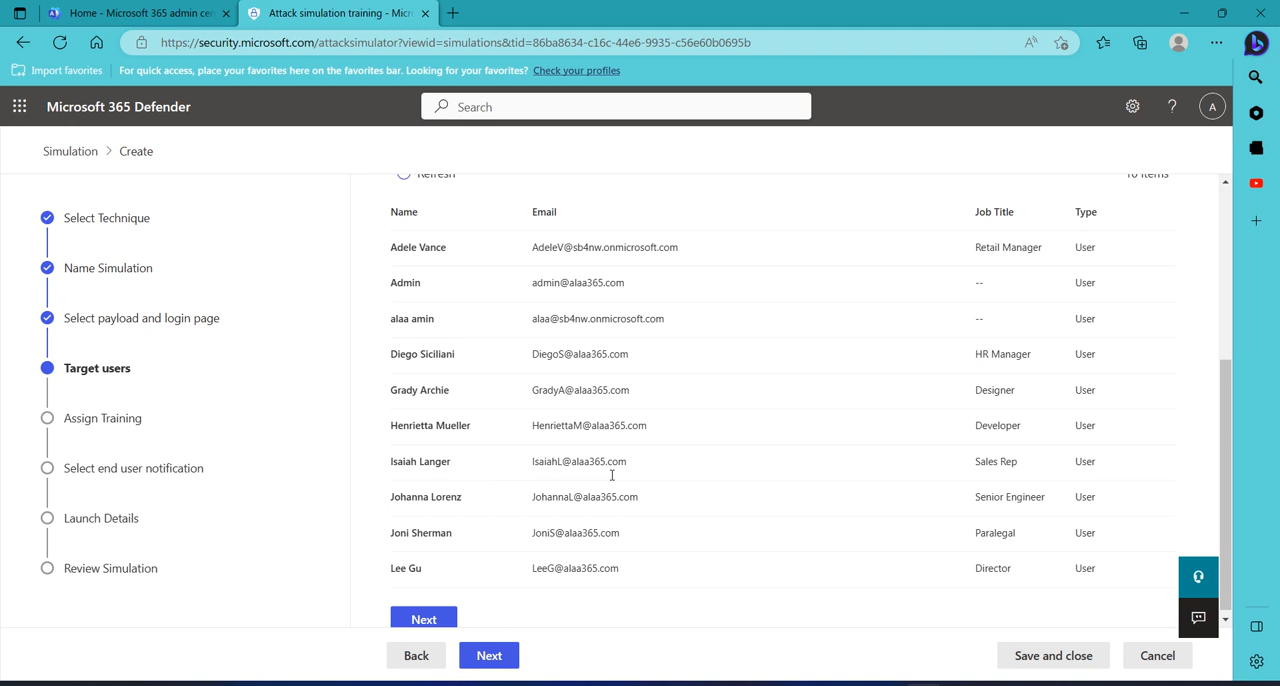 Home - Microsoft 365 admin cen
Attack simulation training - Micro
https://security.microsoft.com/attacksimulator?viewid=simulations&tid=86ba8634-c16c-44e6-9935-c56e60b0695b
Import favorites
For quick access, place your favorites here on the favorites bar. Looking for your favorites? Check your profiles
Microsoft 365 Defender
Search
A
Simulation > Create
Select Technique
Name Simulation
Select payload and login page
Target users
Assign Training
Select end user notification
Launch Details
Review Simulation
Refresh
10 items
Name Email Job Title Type
Adele Vance AdeleV@sb4nw.onmicrosoft.com Retail Manager User
Admin admin@alaa365.com -- User
alaa amin alaa@sb4nw.onmicrosoft.com -- User
Diego Siciliani DiegoS@alaa365.com HR Manager User
Grady Archie GradyA@alaa365.com Designer User
Henrietta Mueller HenriettaM@alaa365.com Developer User
Isaiah Langer IsaiahL@alaa365.com Sales Rep User
Johanna Lorenz JohannaL@alaa365.com Senior Engineer User
Joni Sherman JoniS@alaa365.com Paralegal User
Lee Gu LeeG@alaa365.com Director User
Next
Back Next Save and close Cancel